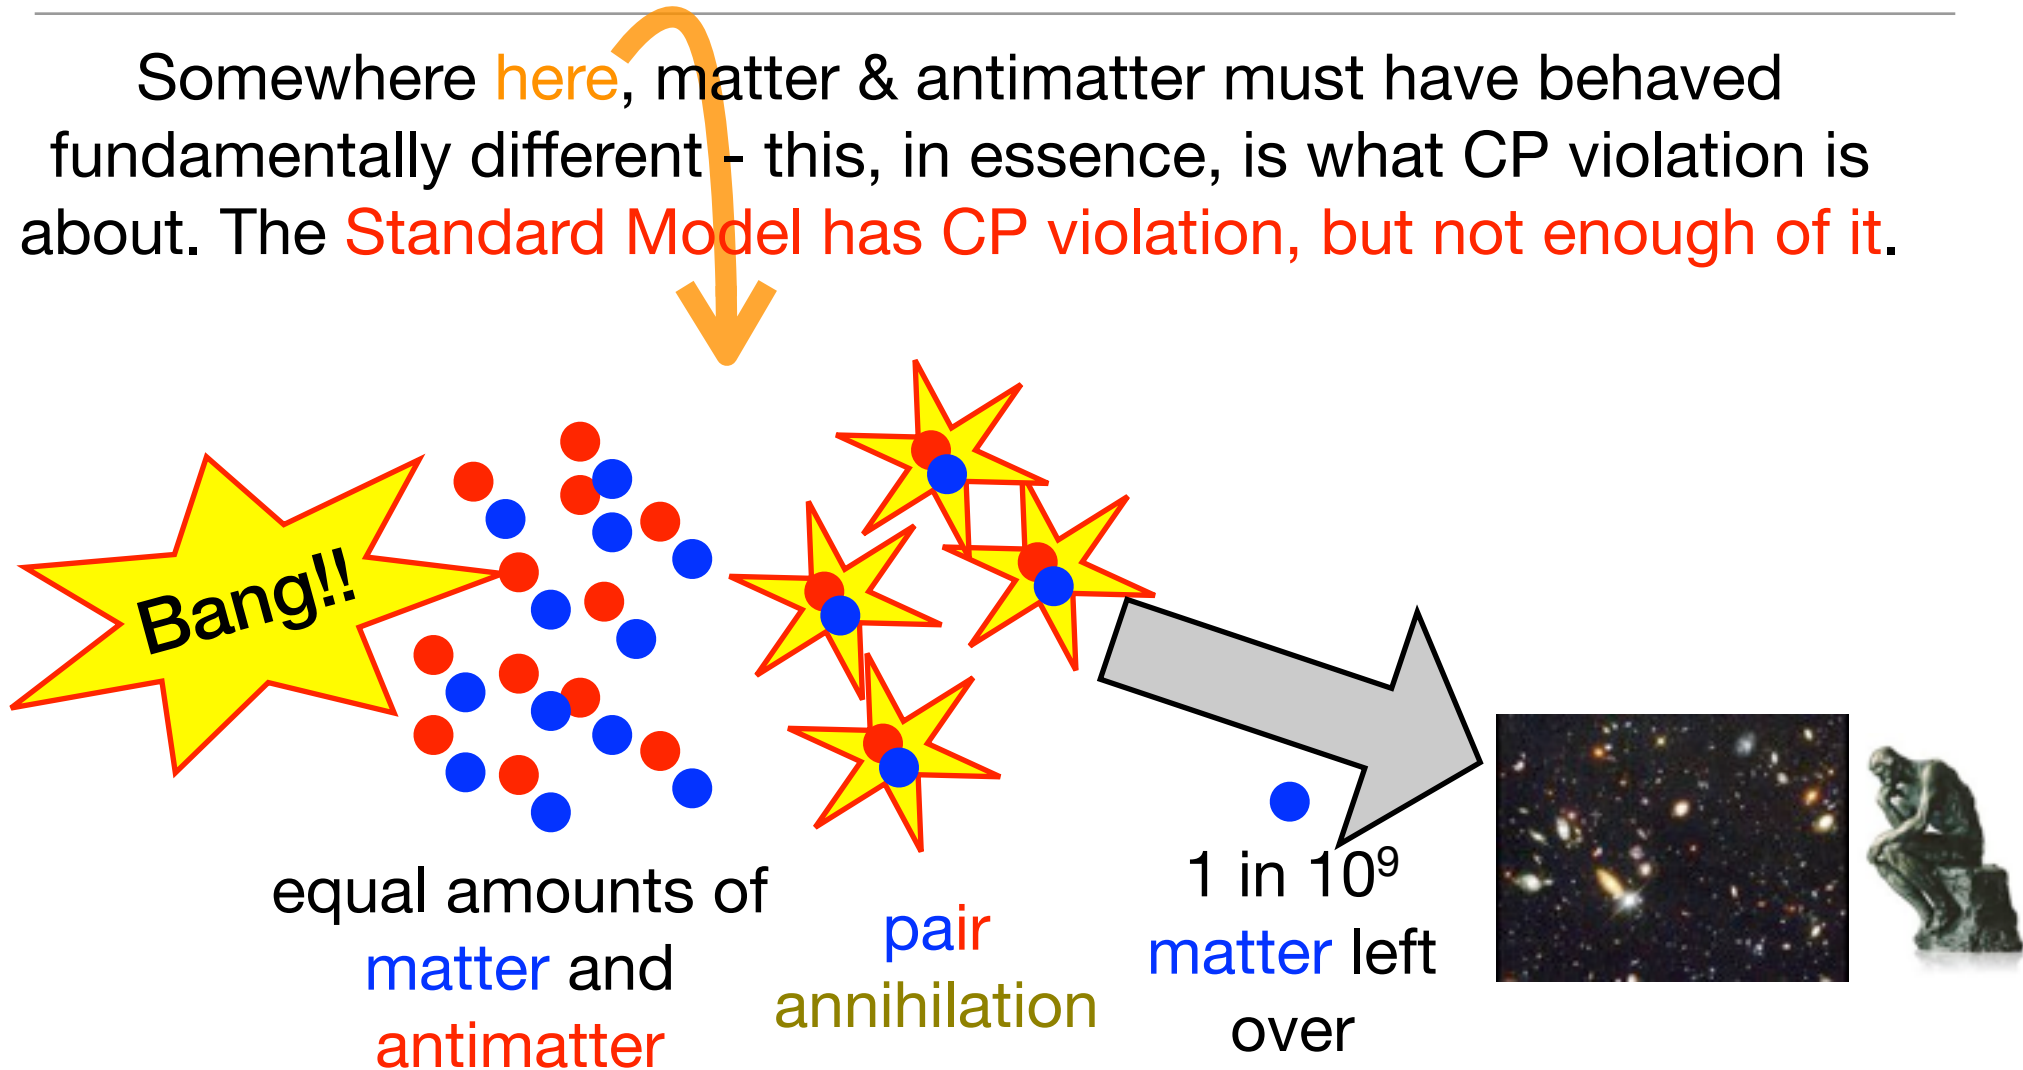 Somewhere here, matter & antimatter must have behaved
fundamentally different - this, in essence, is what CP violation is
about. The Standard Model has CP violation, but not enough of it.
Bang!!
equal amounts of
matter and
antimatter
pair
annihilation
1 in 10⁹
matter left
over